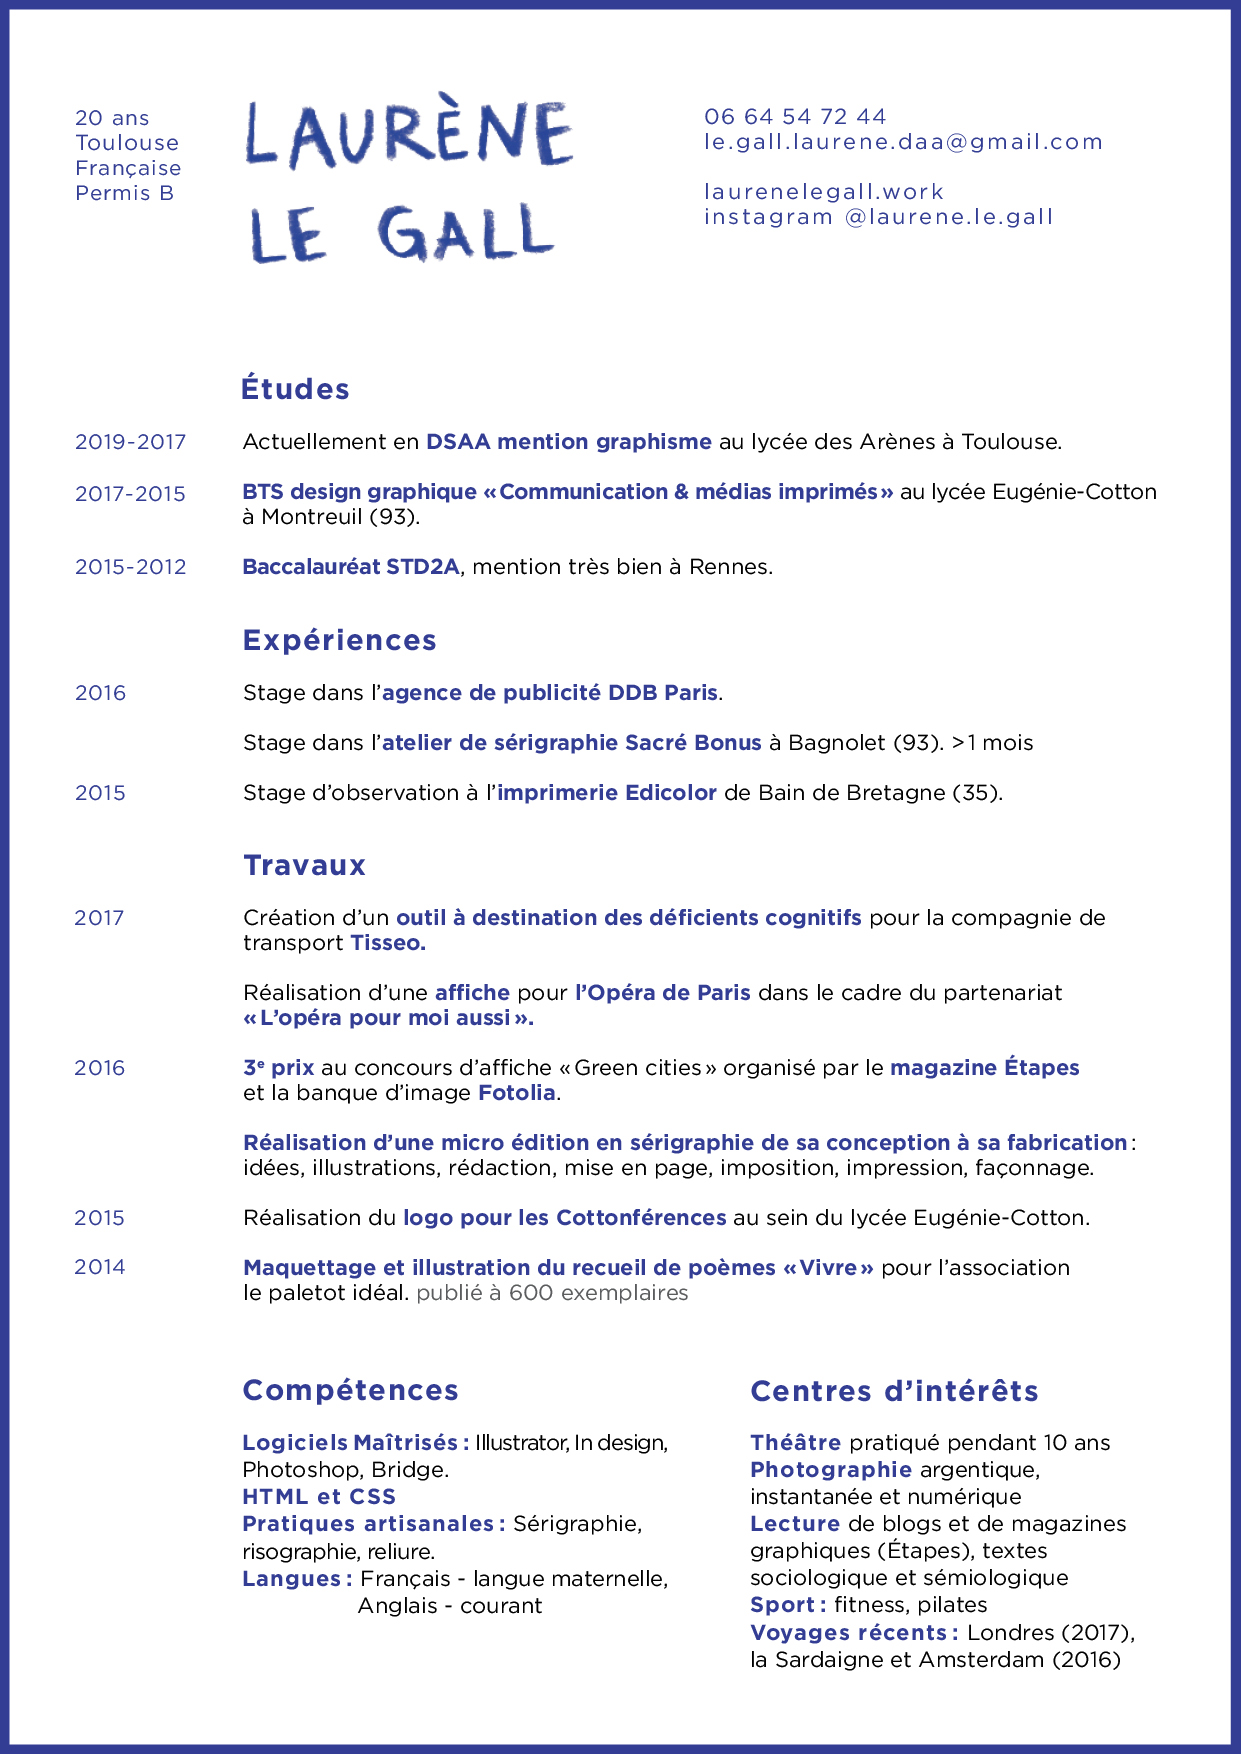 20 ans
Toulouse
Française
Permis B
LAURÈNE
LE GALL
06 64 54 72 44
le.gall.laurene.daa@gmail.com
laurenelegall.work
instagram @laurene.le.gall
Études
2019-2017 Actuellement en DSAA mention graphisme au lycée des Arènes à Toulouse.
2017-2015 BTS design graphique « Communication & médias imprimés » au lycée Eugénie-Cotton
à Montreuil (93).
2015-2012 Baccalauréat STD2A, mention très bien à Rennes.
Expériences
2016 Stage dans l’agence de publicité DDB Paris.
Stage dans l’atelier de sérigraphie Sacré Bonus à Bagnolet (93). > 1 mois
2015 Stage d’observation à l’imprimerie Edicolor de Bain de Bretagne (35).
Travaux
2017 Création d’un outil à destination des déficients cognitifs pour la compagnie de
transport Tisseo.
Réalisation d’une affiche pour l’Opéra de Paris dans le cadre du partenariat
« L’opéra pour moi aussi ».
2016 3e prix au concours d’affiche « Green cities » organisé par le magazine Étapes
et la banque d’image Fotolia.
Réalisation d’une micro édition en sérigraphie de sa conception à sa fabrication :
idées, illustrations, rédaction, mise en page, imposition, impression, façonnage.
2015 Réalisation du logo pour les Cottonférences au sein du lycée Eugénie-Cotton.
2014 Maquettage et illustration du recueil de poèmes « Vivre » pour l’association
le paletot idéal. publié à 600 exemplaires
Compétences
Logiciels Maîtrisés : Illustrator, In design,
Photoshop, Bridge.
HTML et CSS
Pratiques artisanales : Sérigraphie,
risographie, reliure.
Langues : Français - langue maternelle,
Anglais - courant
Centres d’intérêts
Théâtre pratiqué pendant 10 ans
Photographie argentique,
instantanée et numérique
Lecture de blogs et de magazines
graphiques (Étapes), textes
sociologique et sémiologique
Sport : fitness, pilates
Voyages récents : Londres (2017),
la Sardaigne et Amsterdam (2016)